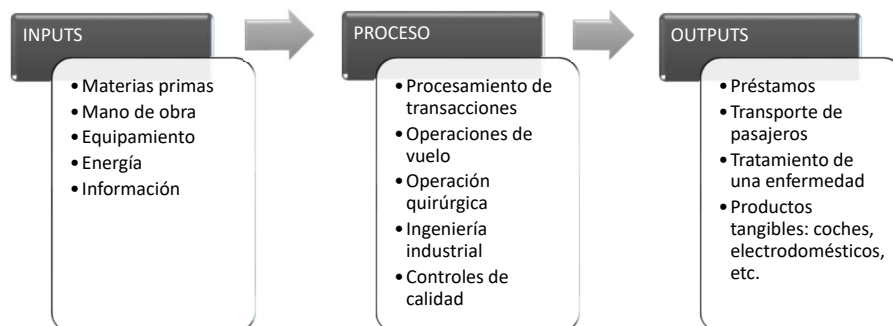 INPUTS
• Materias primas
• Mano de obra
• Equipamiento
• Energía
• Información
PROCESO
• Procesamiento de
transacciones
• Operaciones de
vuelo
• Operación
quirúrgica
• Ingeniería
industrial
• Controles de
calidad
OUTPUTS
• Préstamos
• Transporte de
pasajeros
• Tratamiento de
una enfermedad
• Productos
tangibles: coches,
electrodomésticos,
etc.